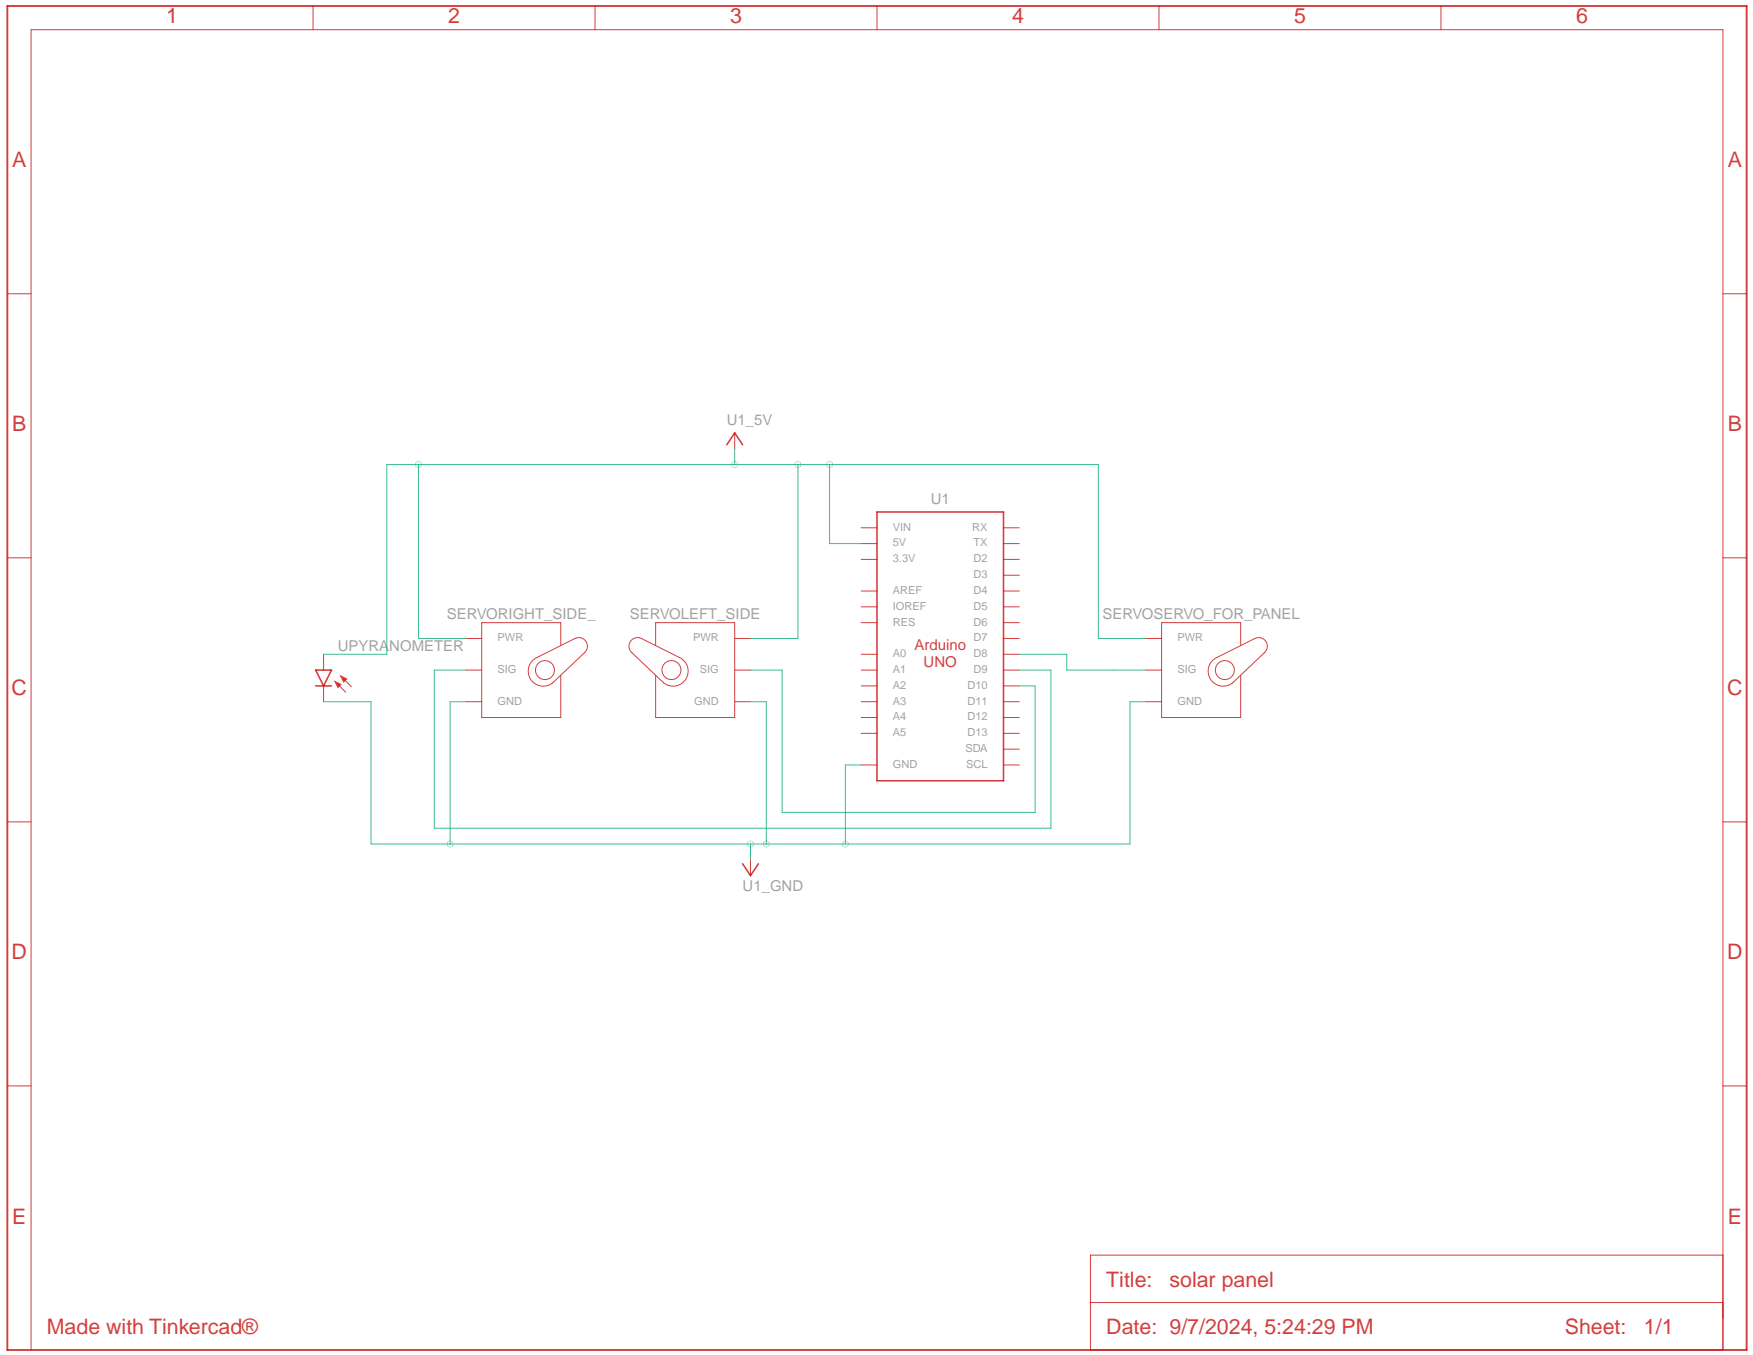 1 2 3 4 5 6
A A
B B
C C
D D
E E
U1_5V
U1
VIN RX
5V TX
3.3V D2
D3
AREF D4
IOREF D5
RES D6
D7
A0 D8
A1 D9
A2 D10
A3 D11
A4 D12
A5 D13
SDA
GND SCL
Arduino
UNO
SERVORIGHT_SIDE_
PWR
SIG
GND
SERVOLEFT_SIDE
PWR
SIG
GND
SERVOSERVO_FOR_PANEL
PWR
SIG
GND
UPYRANOMETER
U1_GND
Title: solar panel
Date: 9/7/2024, 5:24:29 PM Sheet: 1/1
Made with Tinkercad®